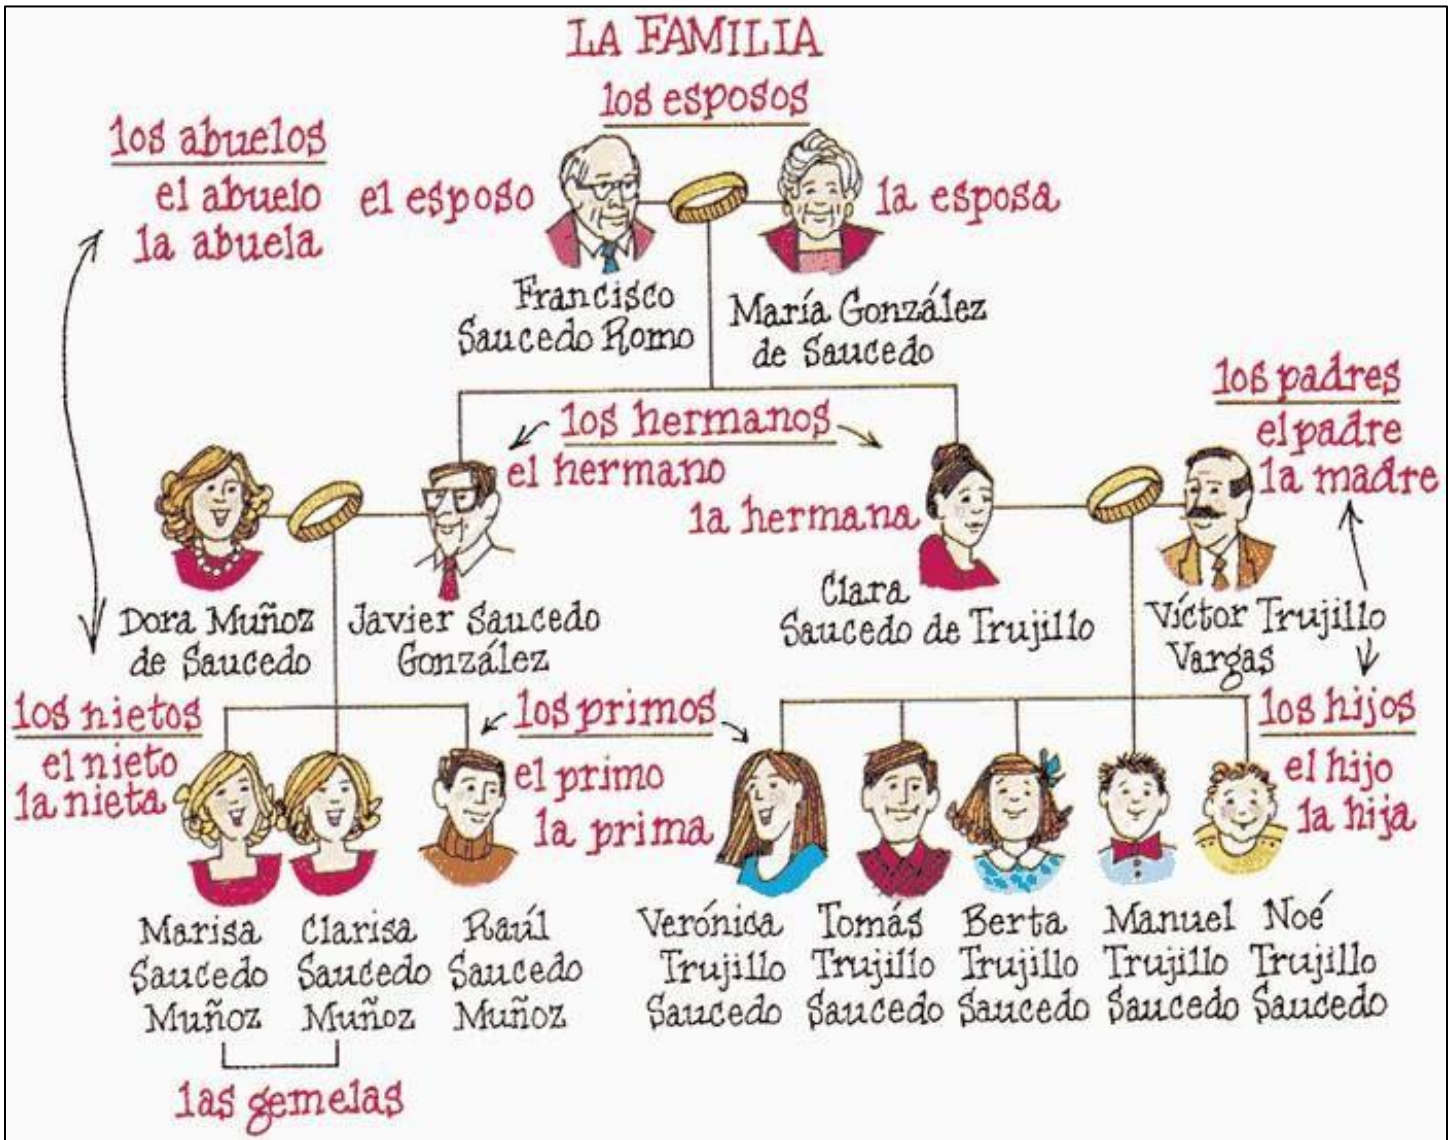 LA FAMILIA
los esposos
los abuelos
el abuelo
la abuela
el esposo
la esposa
Francisco
Saucedo Romo
María González
de Saucedo
los padres
el padre
la madre
los hermanos
el hermano
la hermana
Dora Muñoz
de Saucedo
Javier Saucedo
González
Clara
Saucedo de Trujillo
Víctor Trujillo
Vargas
los nietos
el nieto
la nieta
los primos
el primo
la prima
los hijos
el hijo
la hija
Marisa
Saucedo
Muñoz
Clarisa
Saucedo
Muñoz
Raúl
Saucedo
Muñoz
Verónica
Trujillo
Saucedo
Tomás
Trujillo
Saucedo
Berta
Trujillo
Saucedo
Manuel
Trujillo
Saucedo
Noé
Trujillo
Saucedo
las gemelas